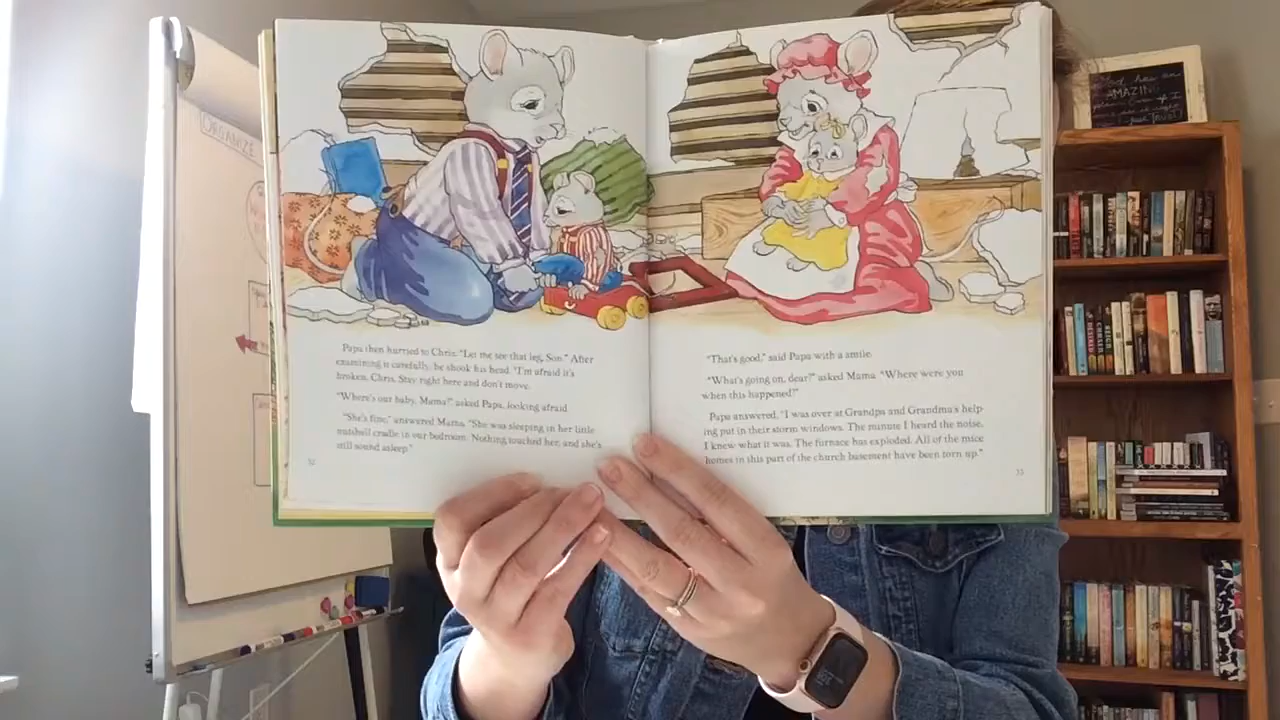 ORGANIZE
AMAZING
Papa then hurried to Chris. "Let me see that leg, Son." After
examining it carefully, he shook his head. "I'm afraid it's
broken, Chris. Stay right here and don't move.
"Where's our baby, Mama?" asked Papa, looking afraid.
"She's fine," answered Mama. "She was sleeping in her little
nutshell cradle in our bedroom. Nothing touched her, and she's
still sound asleep."
32
"That's good," said Papa with a smile.
"What's going on, dear?" asked Mama. "Where were you
when this happened?"
Papa answered, "I was over at Grandpa and Grandma's help
ing put in their storm windows. The minute I heard the noise,
I knew what it was. The furnace has exploded. All of the mice
homes in this part of the church basement have been torn up."
33